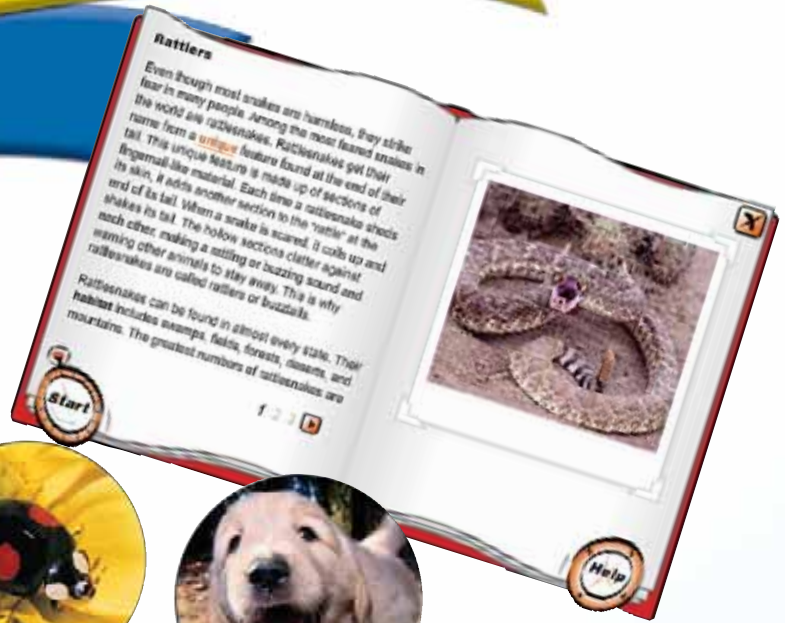 Rattlers
Even though most snakes are harmless, they strike
fear in many people. Among the most feared snakes in
the world are rattlesnakes. Rattlesnakes get their
name from a unique feature found at the end of their
tail. This unique feature is made up of sections of
fingernail-like material. Each time a rattlesnake sheds
its skin, it adds another section to the "rattle" at the
end of its tail. When a snake is scared, it coils up and
shakes its tail. The hollow sections clatter against
each other, making a rattling or buzzing sound and
warning other animals to stay away. This is why
rattlesnakes are called rattlers or buzztails.
Rattlesnakes can be found in almost every state. Their
habitat includes swamps, fields, forests, deserts, and
mountains. The greatest numbers of rattlesnakes are
1 2 3
Start
X
Help